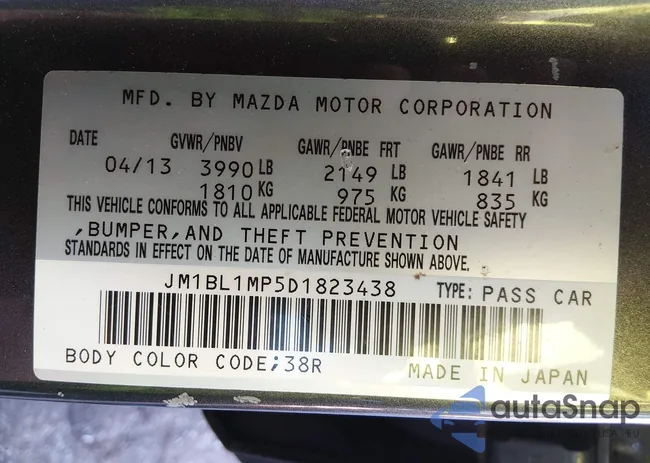 MFD. BY MAZDA MOTOR CORPORATION
DATE GVWR/PNBV GAWR/PNBE FRT GAWR/PNBE RR
04/13 3990 LB 2149 LB 1841 LB
1810 KG 975 KG 835 KG
THIS VEHICLE CONFORMS TO ALL APPLICABLE FEDERAL MOTOR VEHICLE SAFETY
,BUMPER,AND THEFT PREVENTION
STANDARDS IN EFFECT ON THE DATE OF MANUFACTURE SHOWN ABOVE.
JM1BL1MP5D1823438 TYPE: PASS CAR
BODY COLOR CODE;38R MADE IN JAPAN
autoSnap